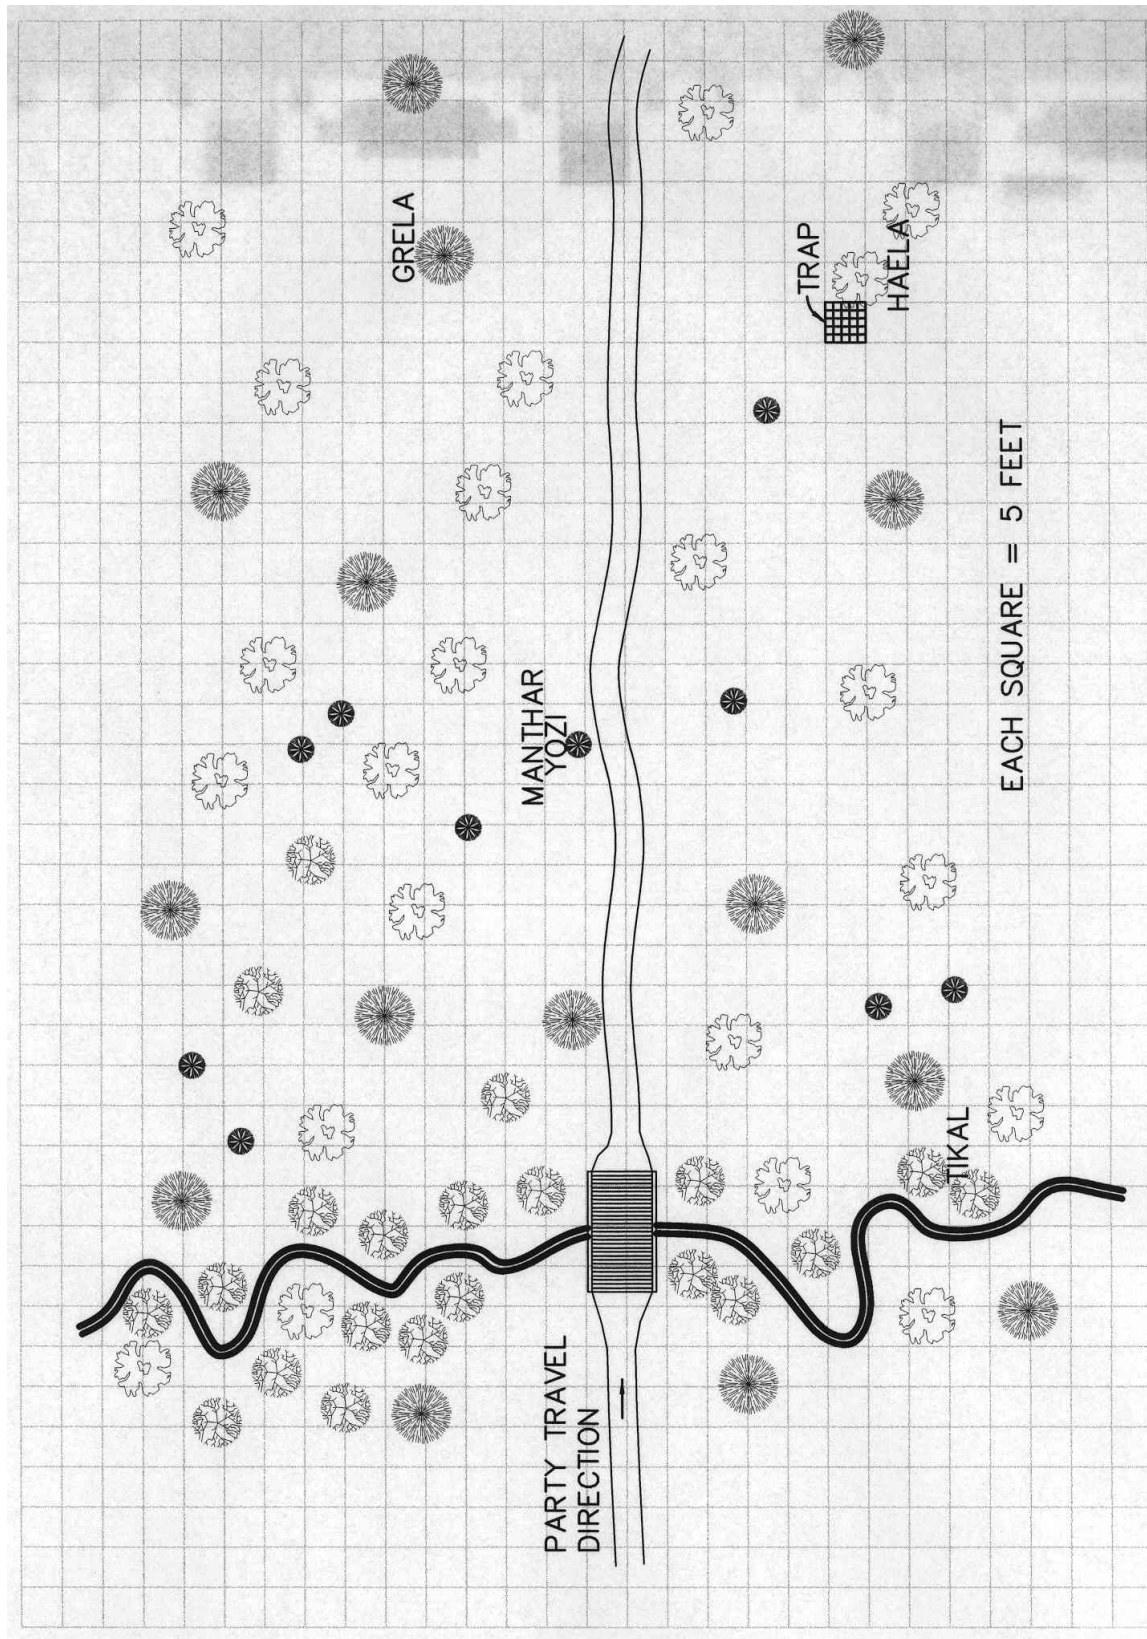 PARTY TRAVEL
DIRECTION
TIKAL
MANTHAR
YOZI
GRELA
TRAP
HAELA
EACH SQUARE = 5 FEET